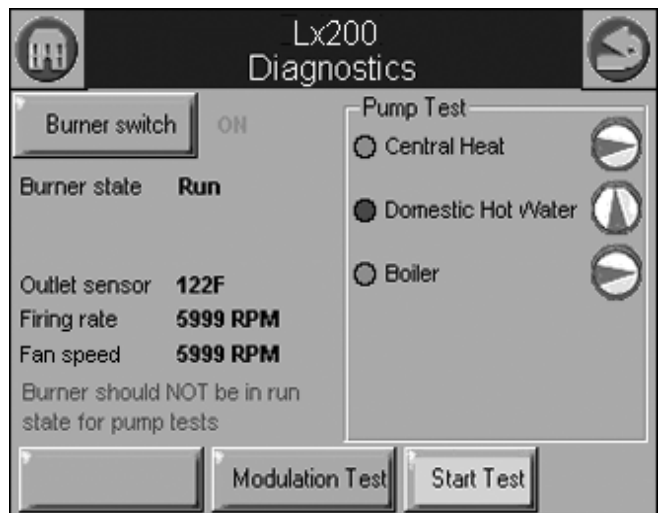 Lx200
Diagnostics
Burner switch ON
Burner state Run
Outlet sensor 122F
Firing rate 5999 RPM
Fan speed 5999 RPM
Burner should NOT be in run
state for pump tests
Pump Test
Central Heat
Domestic Hot Water
Boiler
Modulation Test
Start Test